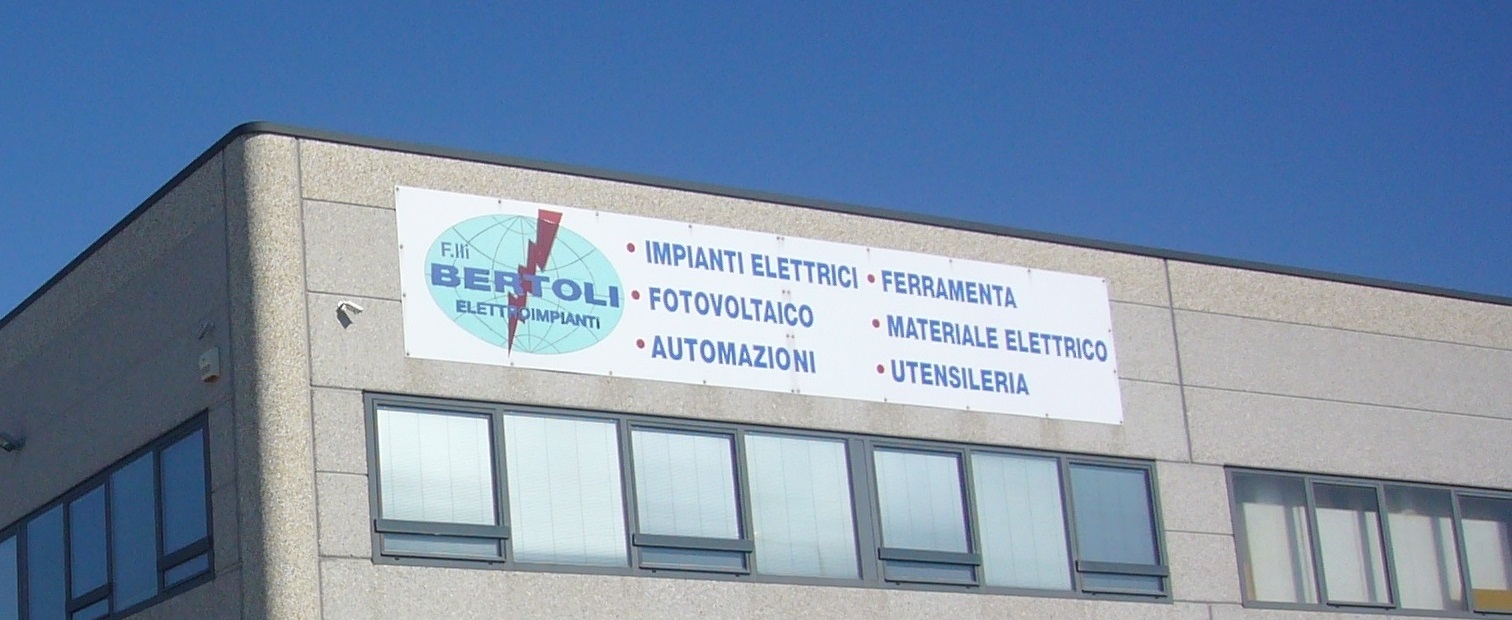 F.lli
BERTOLI
ELETTROIMPIANTI
• IMPIANTI ELETTRICI
• FOTOVOLTAICO
• AUTOMAZIONI
• FERRAMENTA
• MATERIALE ELETTRICO
• UTENSILERIA